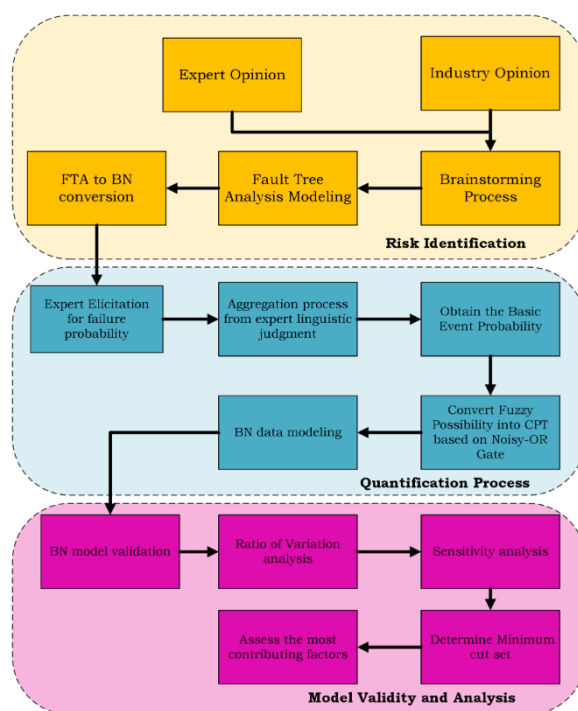 Expert Opinion
Industry Opinion
FTA to BN
conversion
Fault Tree
Analysis Modeling
Brainstorming
Process
Risk Identification
Expert Elicitation
for failure
probability
Aggregation process
from expert linguistic
judgment
Obtain the Basic
Event Probability
BN data modeling
Convert Fuzzy
Possibility into CPT
based on Noisy-OR
Gate
Quantification Process
BN model validation
Ratio of Variation
analysis
Sensitivity analysis
Assess the most
contributing factors
Determine Minimum
cut set
Model Validity and Analysis